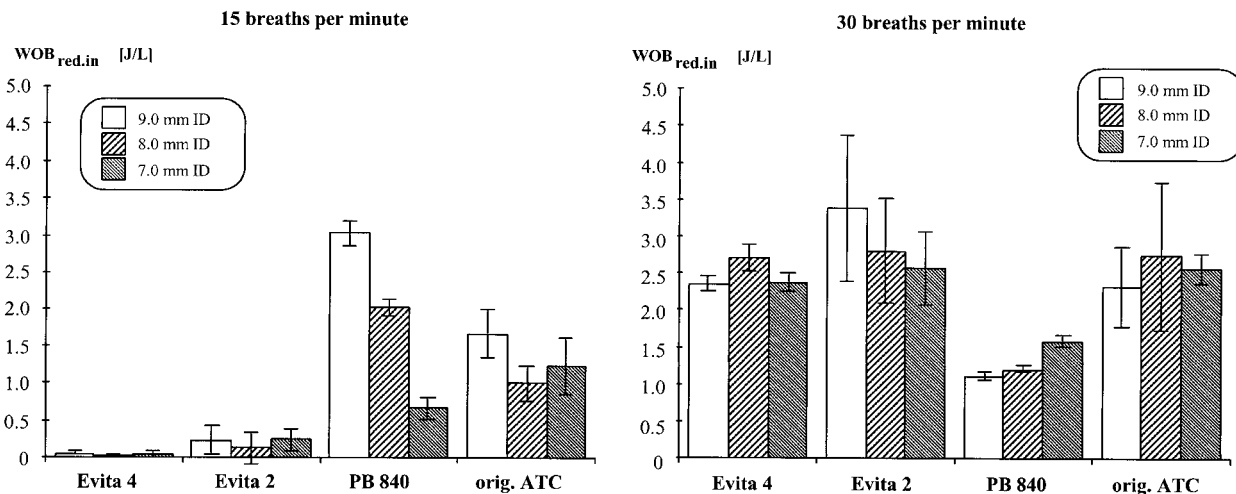 15 breaths per minute
WOB red.in [J/L]
5.0
4.5
4.0
3.5
3.0
2.5
2.0
1.5
1.0
0.5
0
9.0 mm ID
8.0 mm ID
7.0 mm ID
Evita 4 Evita 2 PB 840 orig. ATC
30 breaths per minute
WOB red.in [J/L]
5.0
4.5
4.0
3.5
3.0
2.5
2.0
1.5
1.0
0.5
0
9.0 mm ID
8.0 mm ID
7.0 mm ID
Evita 4 Evita 2 PB 840 orig. ATC